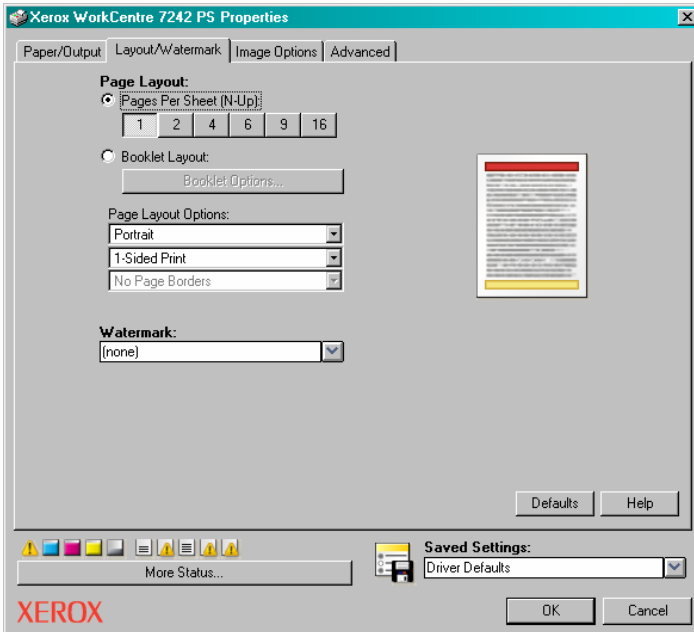 Xerox WorkCentre 7242 PS Properties
Paper/Output Layout/Watermark Image Options Advanced
Page Layout:
Pages Per Sheet (N-Up):
1 2 4 6 9 16
Booklet Layout:
Booklet Options...
Page Layout Options:
Portrait
1-Sided Print
No Page Borders
Watermark:
(none)
Defaults Help
More Status...
Saved Settings:
Driver Defaults
XEROX
OK Cancel